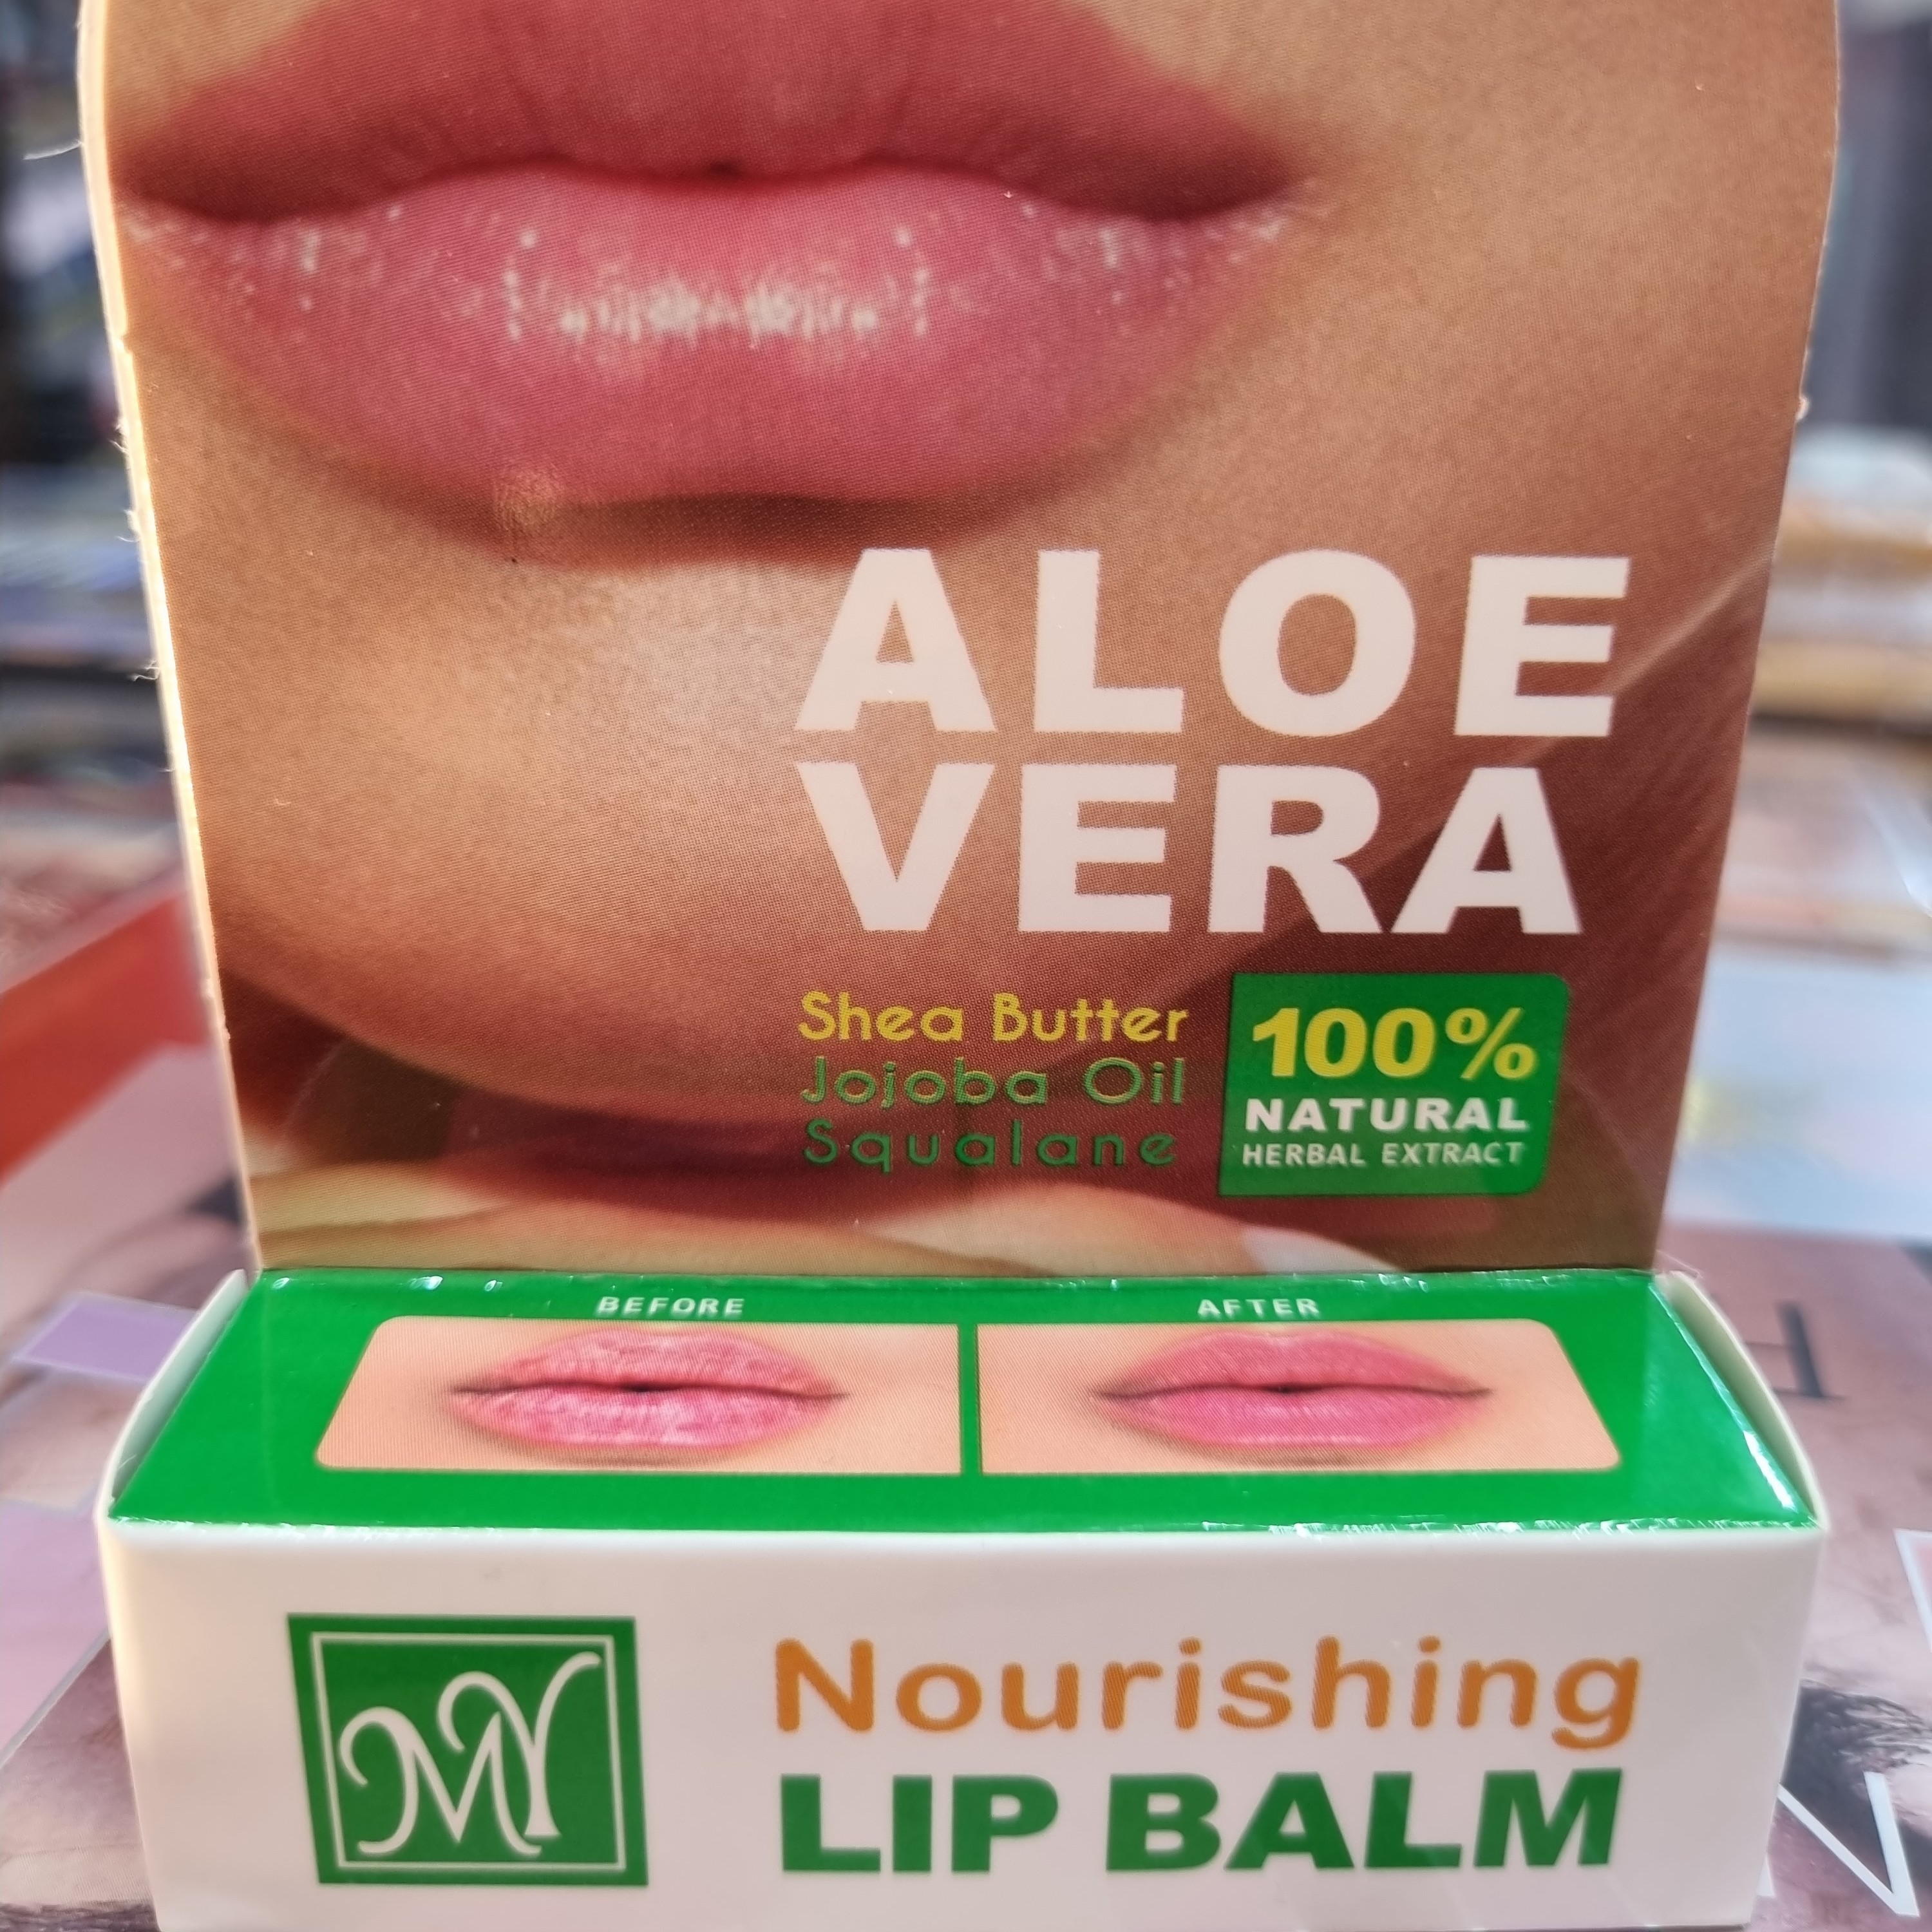 ALOE
VERA
Shea Butter
Jojoba Oil
Squalane
100%
NATURAL
HERBAL EXTRACT
BEFORE
AFTER
MY
Nourishing
LIP BALM